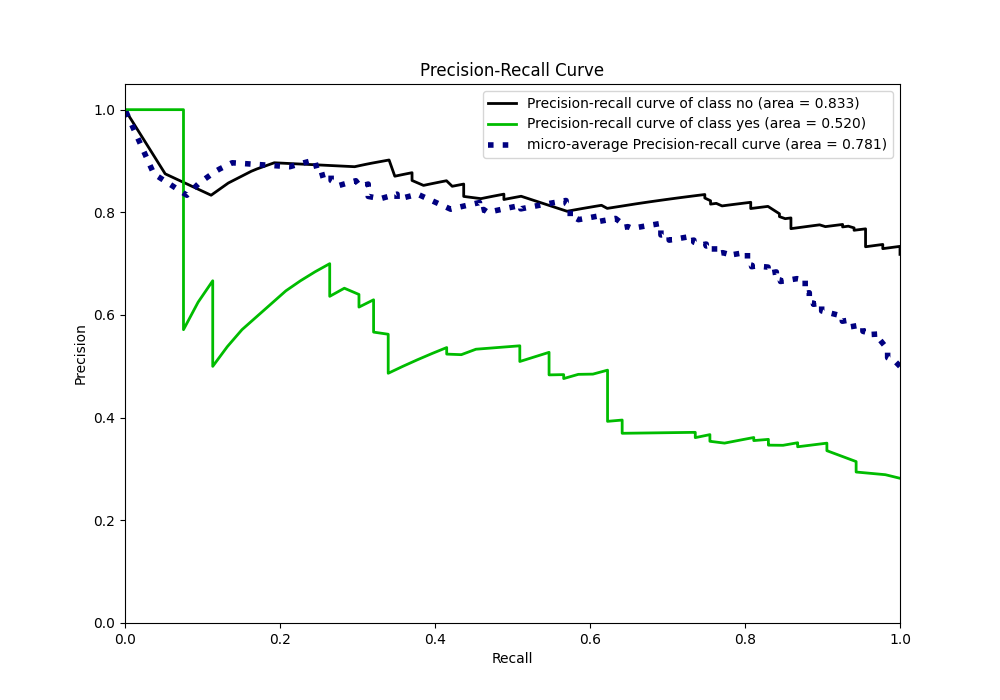 Precision-Recall Curve
Precision-recall curve of class no (area = 0.833)
Precision-recall curve of class yes (area = 0.520)
micro-average Precision-recall curve (area = 0.781)
1.0
0.8
0.6
0.4
0.2
0.0
Precision
0.0 0.2 0.4 0.6 0.8 1.0
Recall